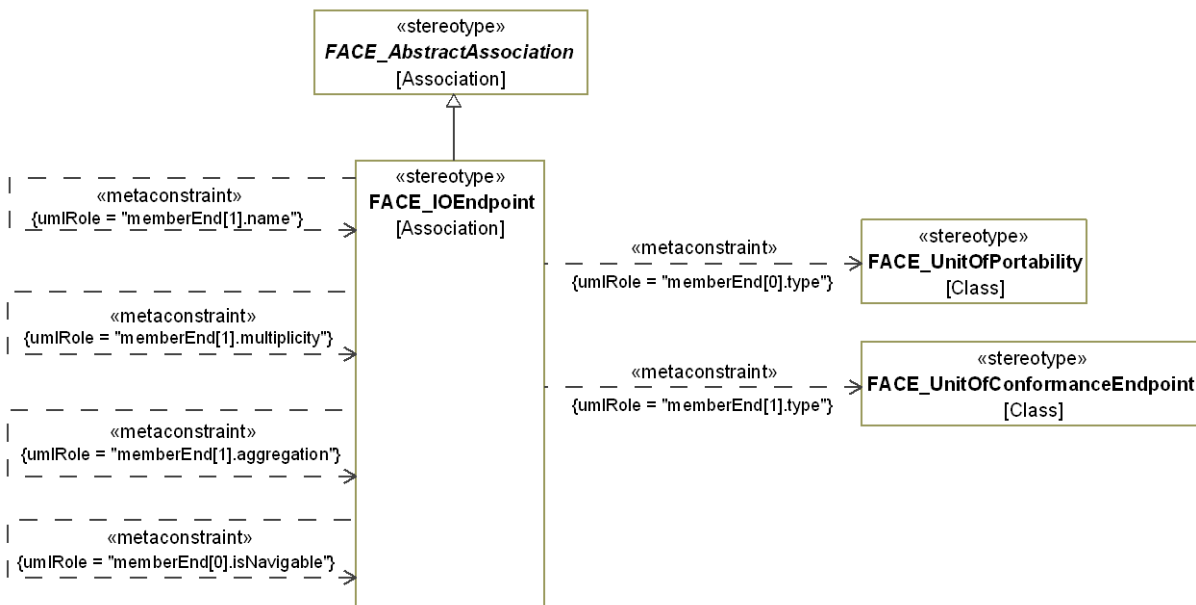 «stereotype»
FACE_AbstractAssociation
[Association]
«stereotype»
FACE_IOEndpoint
[Association]
«metaconstraint»
{umlRole = "memberEnd[1].name"}
«metaconstraint»
{umlRole = "memberEnd[1].multiplicity"}
«metaconstraint»
{umlRole = "memberEnd[1].aggregation"}
«metaconstraint»
{umlRole = "memberEnd[0].isNavigable"}
«metaconstraint»
{umlRole = "memberEnd[0].type"}
«stereotype»
FACE_UnitOfPortability
[Class]
«metaconstraint»
{umlRole = "memberEnd[1].type"}
«stereotype»
FACE_UnitOfConformanceEndpoint
[Class]